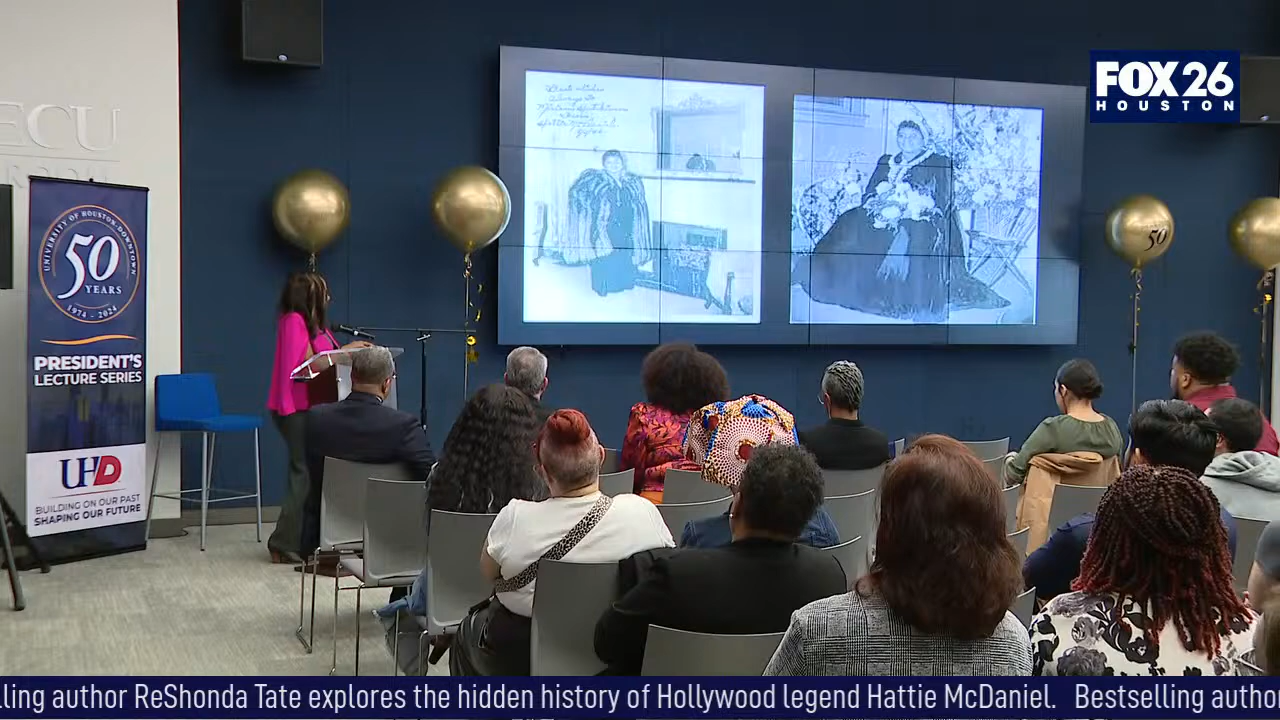 FOX 26
HOUSTON
ECU
UNIVERSITY OF HOUSTON-DOWNTOWN
50
YEARS
1974 - 2024
PRESIDENT'S
LECTURE SERIES
UHD
BUILDING ON OUR PAST
SHAPING OUR FUTURE
50
lling author ReShonda Tate explores the hidden history of Hollywood legend Hattie McDaniel. Bestselling autho